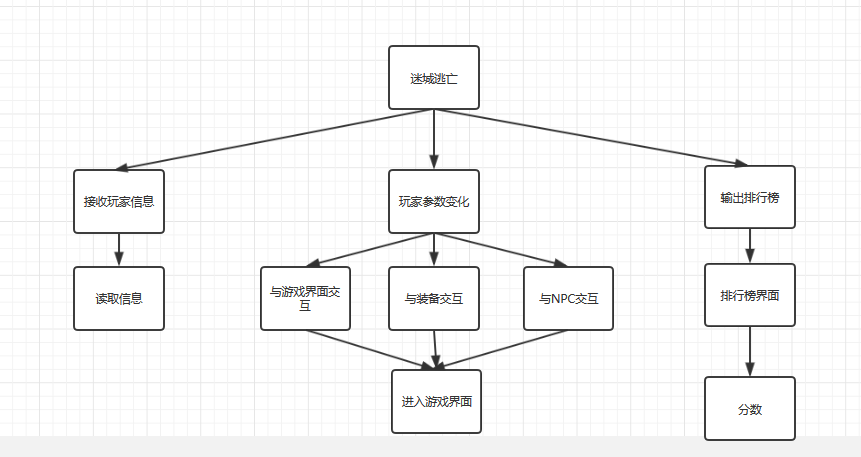 迷城逃亡
接收玩家信息
玩家参数变化
输出排行榜
读取信息
与游戏界面交
互
与装备交互
与NPC交互
排行榜界面
进入游戏界面
分数